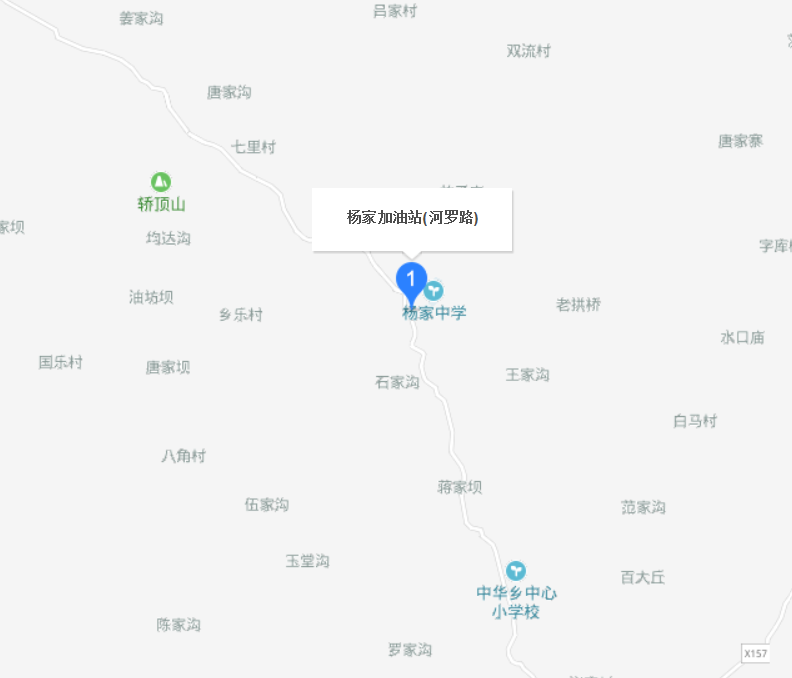 吕家村
姜家沟
双流村
唐家沟
唐家寨
七里村
轿顶山
杨家加油站(河罗路)
家坝
均达沟
字库
1
油坊坝
老拱桥
乡乐村
杨家中学
水口庙
国乐村
唐家坝
王家沟
石家沟
白马村
八角村
蒋家坝
伍家沟
范家沟
玉堂沟
百大丘
中华乡中心
小学校
陈家沟
罗家沟
X157